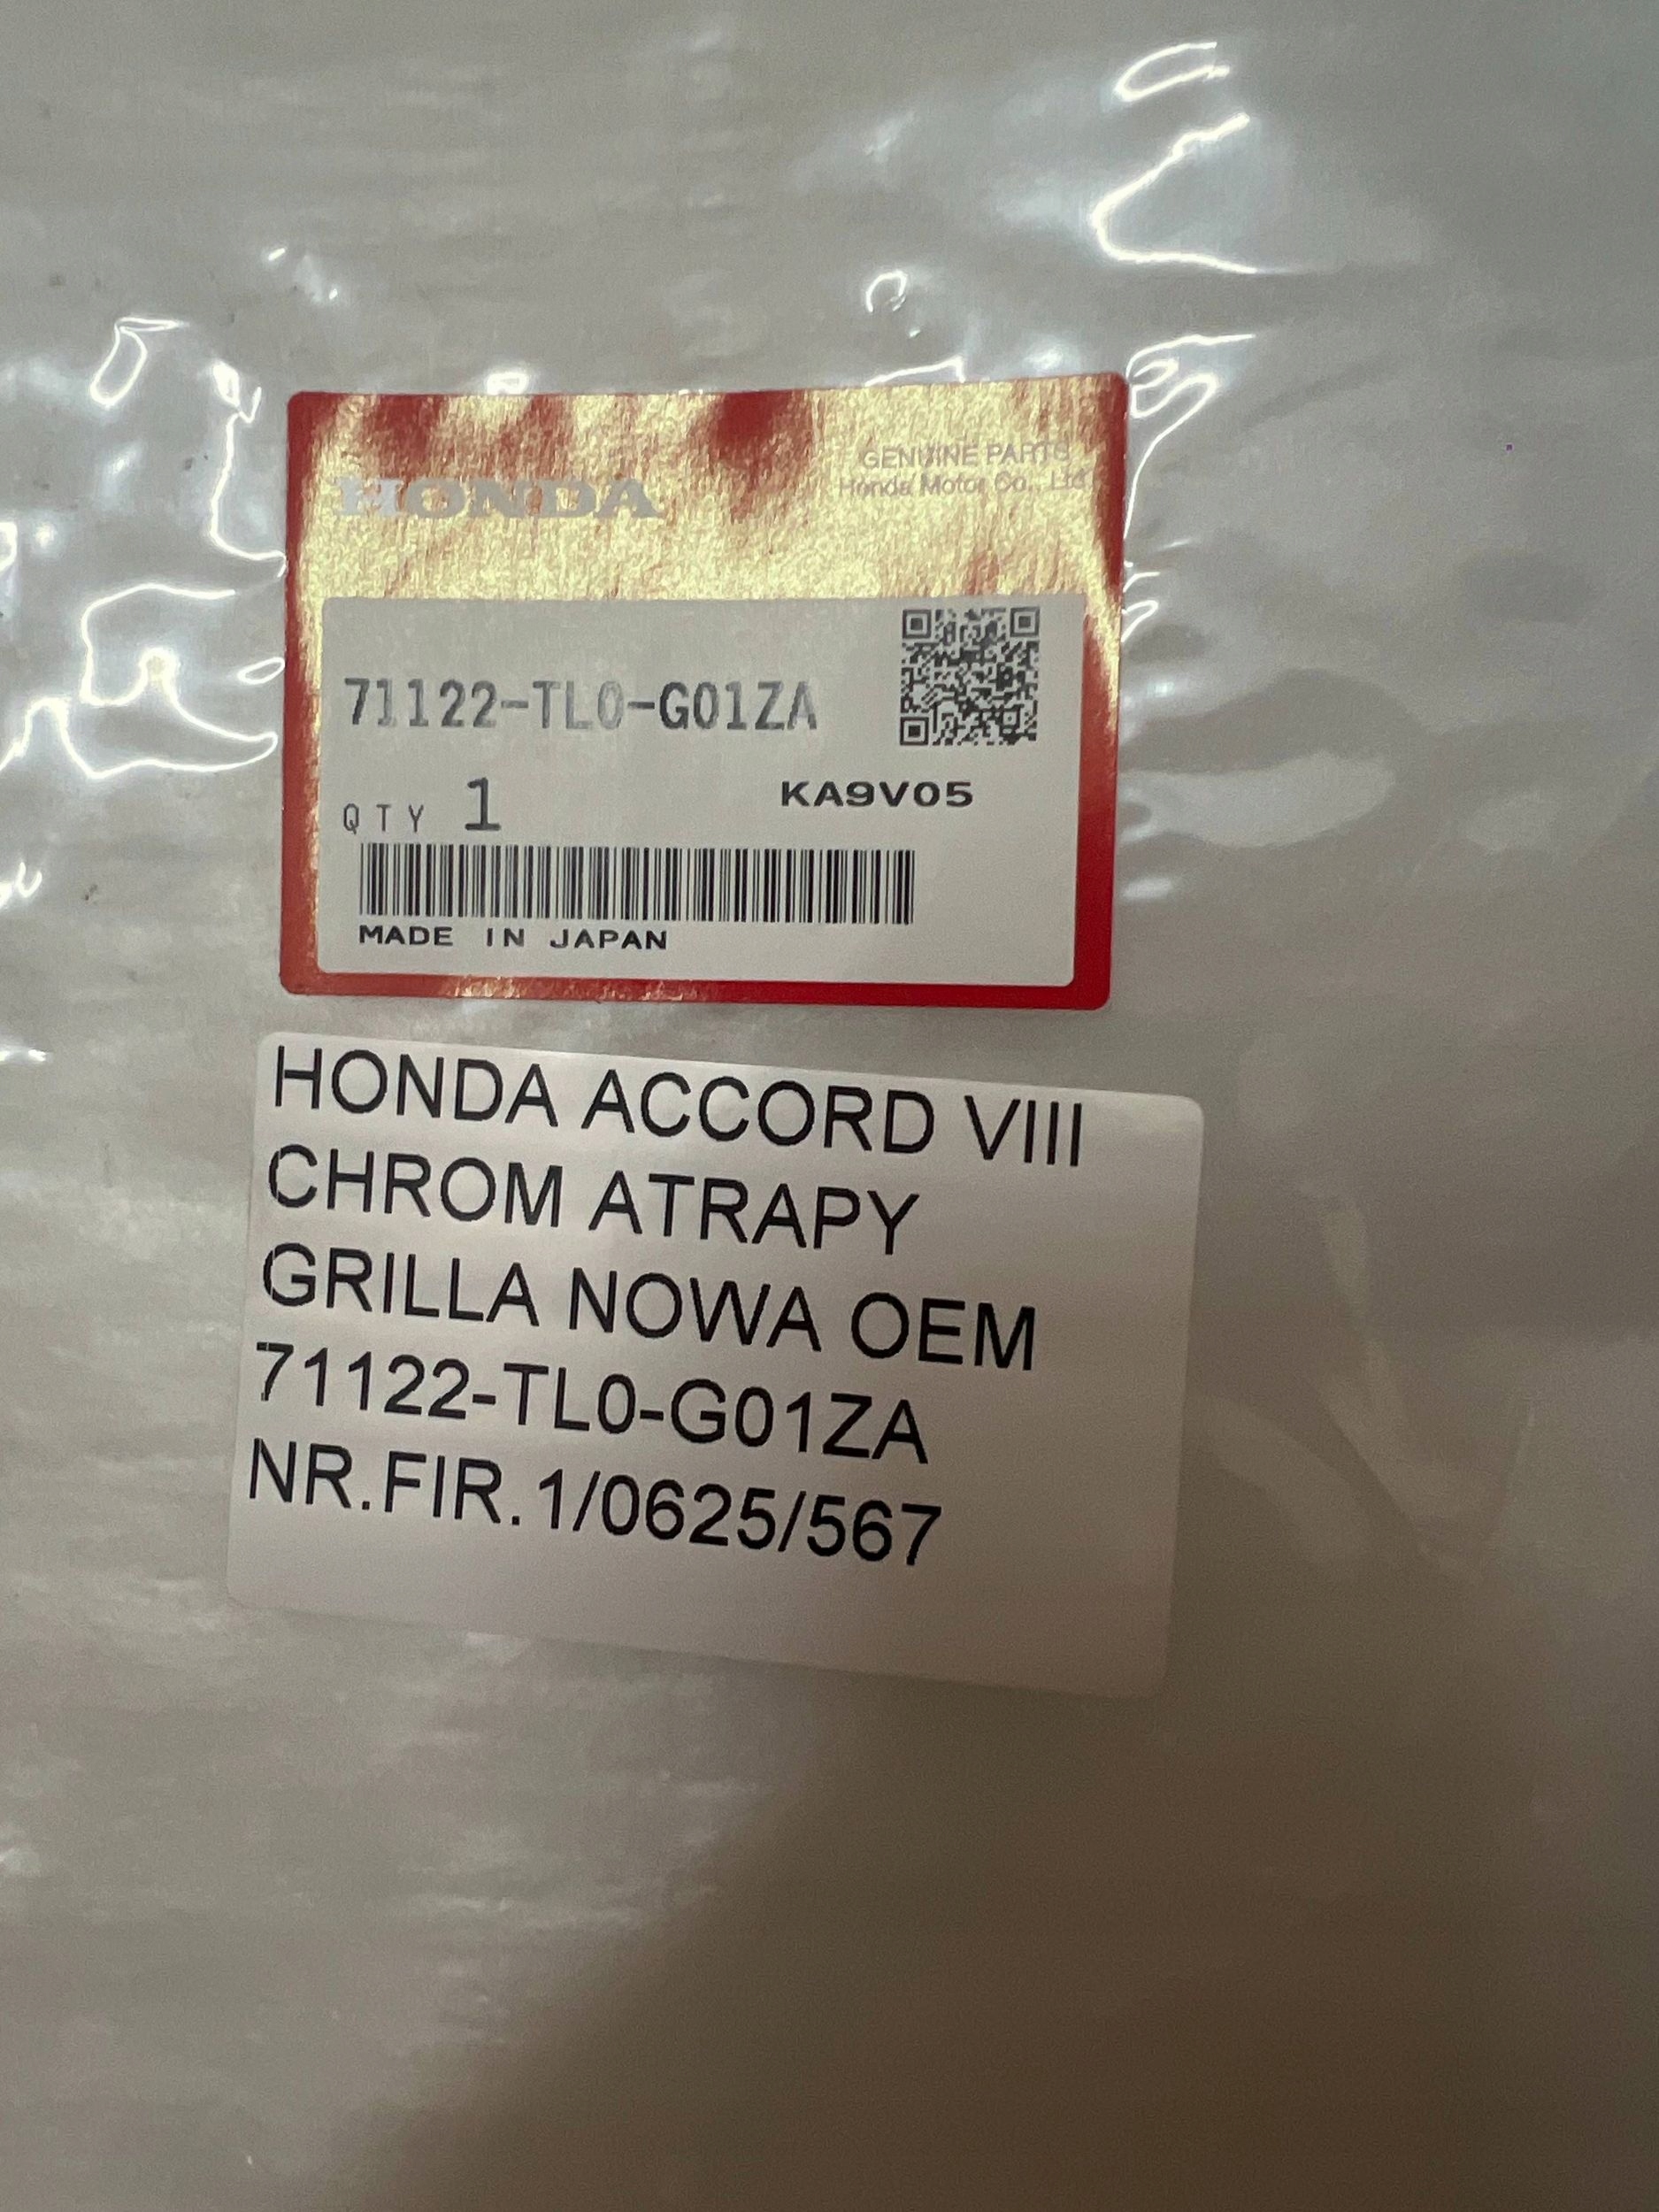 HONDA
GENUINE PARTS
Honda Motor Co., Ltd.
71122-TL0-G01ZA
QTY 1
KA9V05
MADE IN JAPAN
HONDA ACCORD VIII
CHROM ATRAPY
GRILLA NOWA OEM
71122-TL0-G01ZA
NR.FIR.1/0625/567